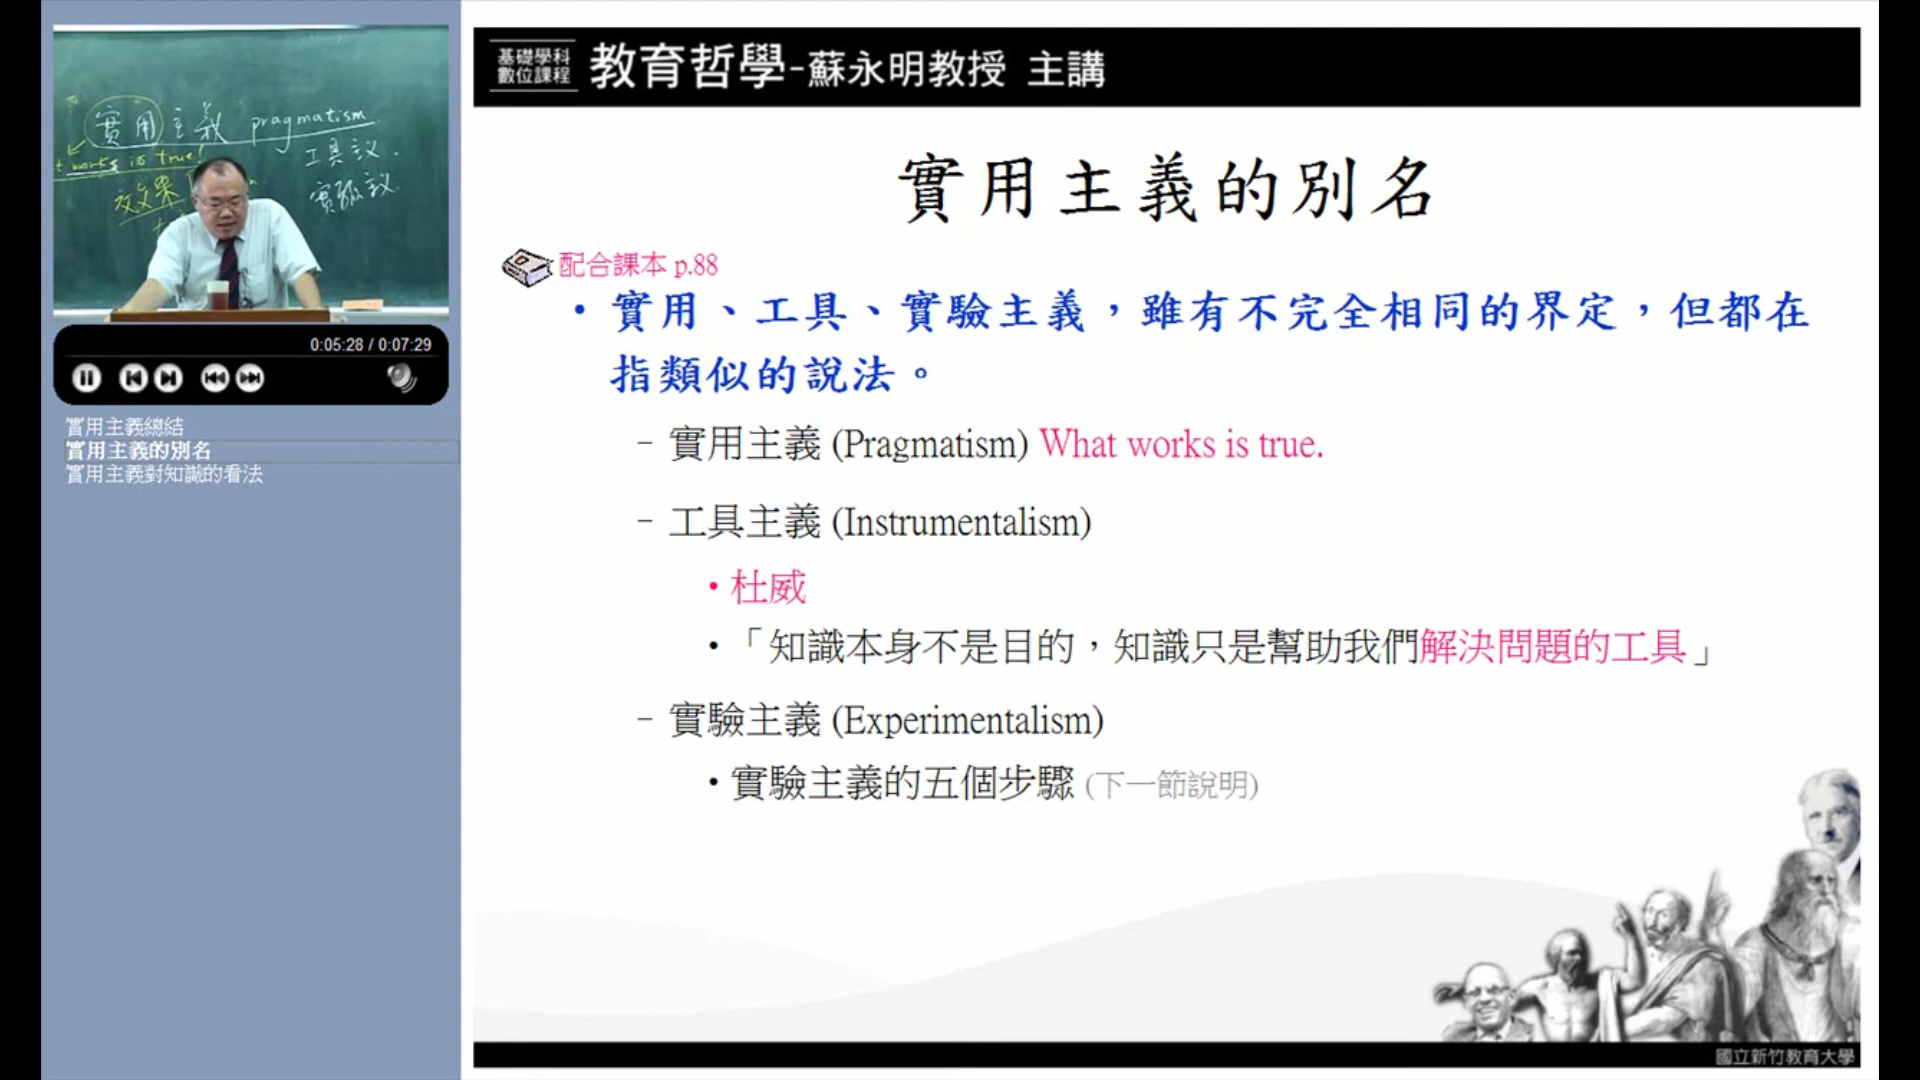 實用主義 pragmatism
工具主义.
works is true!
效果
實驗主义.
0:05:28 / 0:07:29
實用主義總結
實用主義的別名
實用主義對知識的看法
基礎學科
數位課程
教育哲學-蘇永明教授 主講
實用主義的別名
配合課本 p.88
• 實用、工具、實驗主義，雖有不完全相同的界定，但都在
指類似的說法。
– 實用主義 (Pragmatism) What works is true.
– 工具主義 (Instrumentalism)
• 杜威
• 「知識本身不是目的，知識只是幫助我們解決問題的工具」
– 實驗主義 (Experimentalism)
• 實驗主義的五個步驟 (下一節說明)
國立新竹教育大學